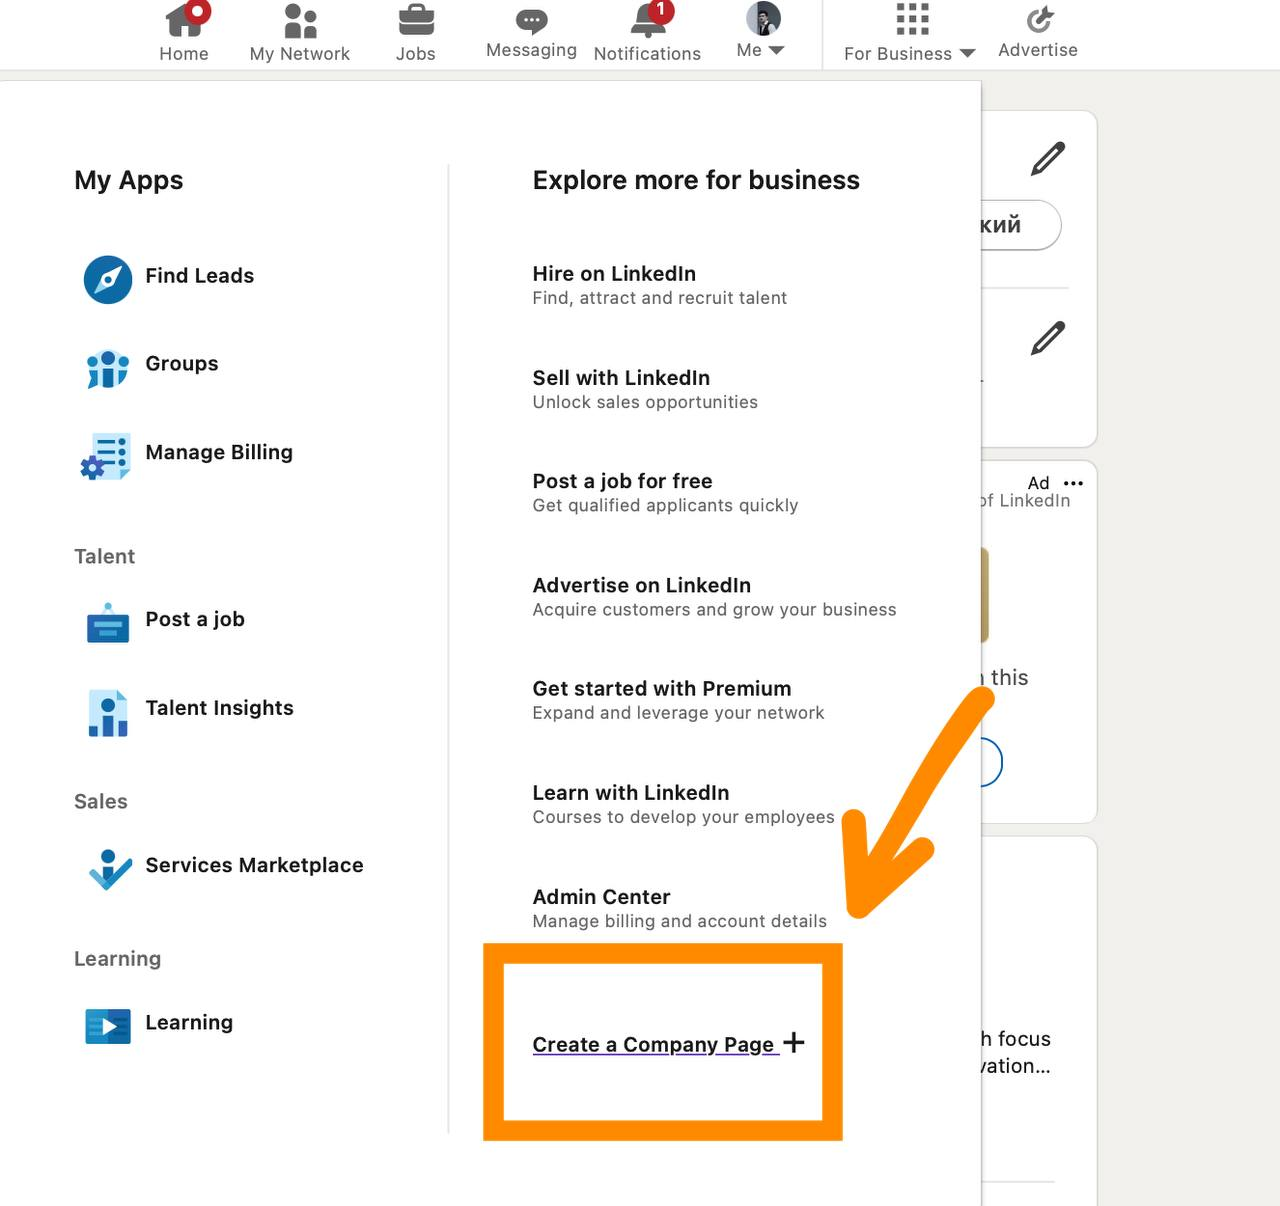 1
Home
My Network
Jobs
Messaging
Notifications
Me
For Business
Advertise
My Apps
Find Leads
Groups
Manage Billing
Talent
Post a job
Talent Insights
Sales
Services Marketplace
Learning
Learning
Explore more for business
Hire on LinkedIn
Find, attract and recruit talent
Sell with LinkedIn
Unlock sales opportunities
Post a job for free
Get qualified applicants quickly
Advertise on LinkedIn
Acquire customers and grow your business
Get started with Premium
Expand and leverage your network
Learn with LinkedIn
Courses to develop your employees
Admin Center
Manage billing and account details
Create a Company Page +
Ad •••
of LinkedIn
this
focus